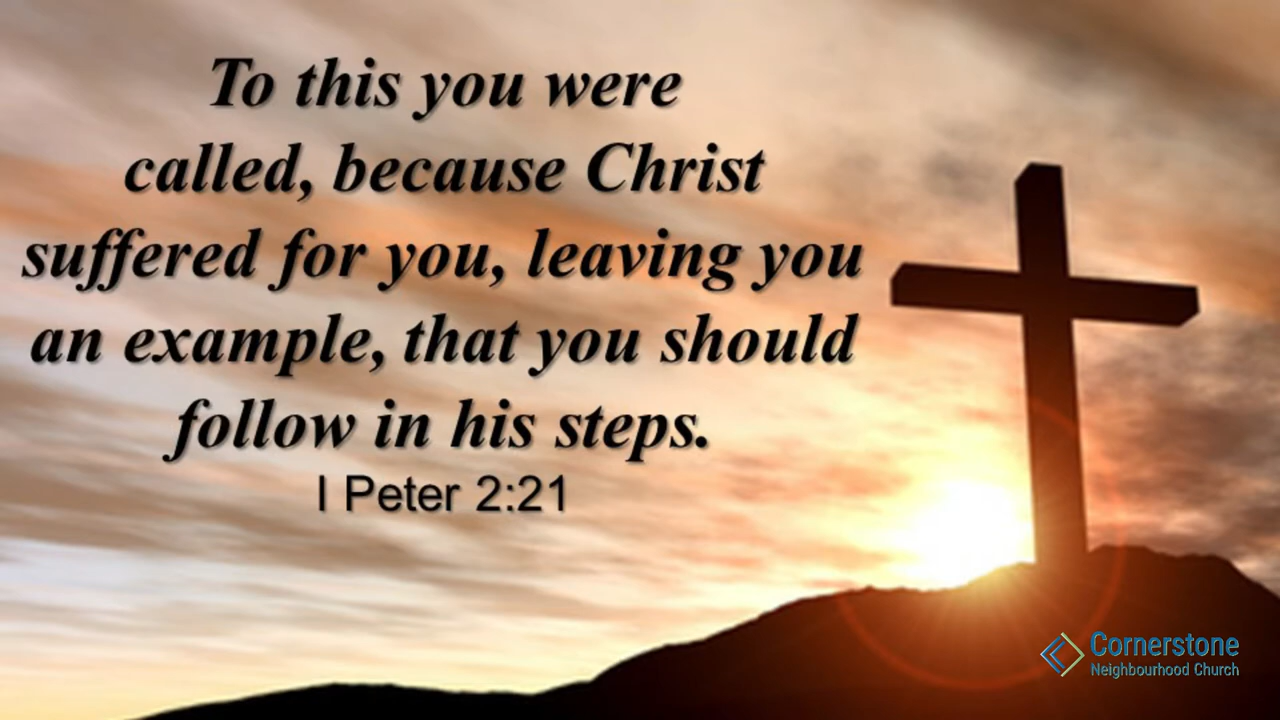 To this you were
called, because Christ
suffered for you, leaving you
an example, that you should
follow in his steps.
I Peter 2:21
Cornerstone
Neighbourhood Church